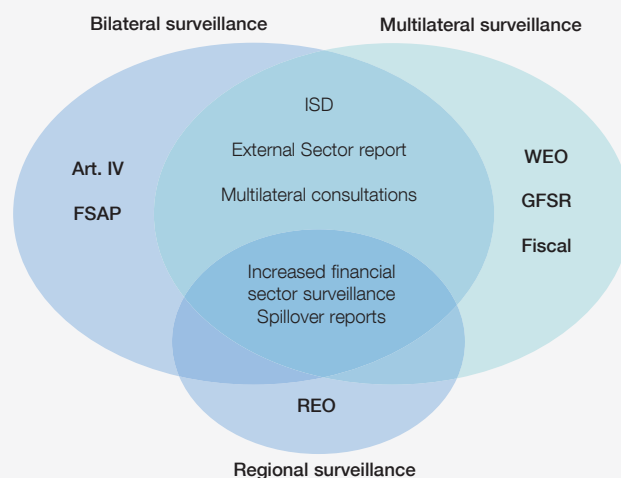 Bilateral surveillance
Multilateral surveillance
ISD
External Sector report
Multilateral consultations
Art. IV
FSAP
WEO
GFSR
Fiscal
Increased financial
sector surveillance
Spillover reports
REO
Regional surveillance